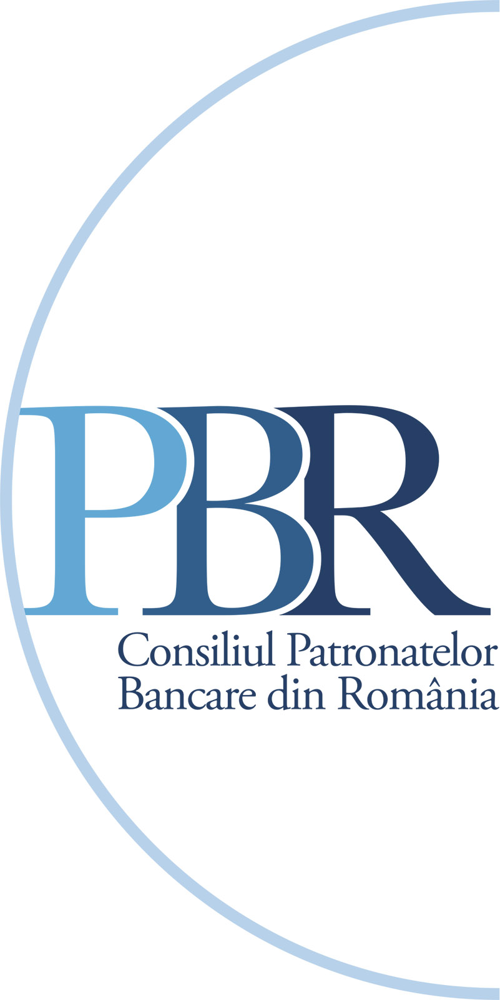 PBR
Consiliul Patronatelor
Bancare din România